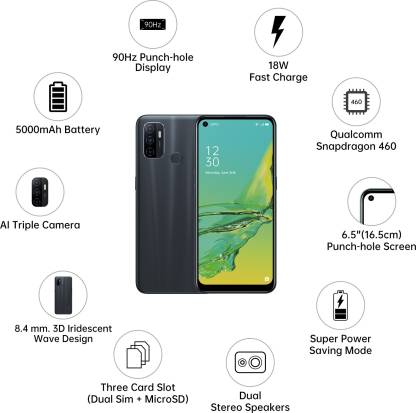 90Hz
90Hz Punch-hole
Display
18W
Fast Charge
5000mAh Battery
460
Qualcomm
Snapdragon 460
12
30
AI Triple Camera
6.5"(16.5cm)
Punch-hole Screen
8.4 mm. 3D Iridescent
Wave Design
Super Power
Saving Mode
Three Card Slot
(Dual Sim + MicroSD)
Dual
Stereo Speakers